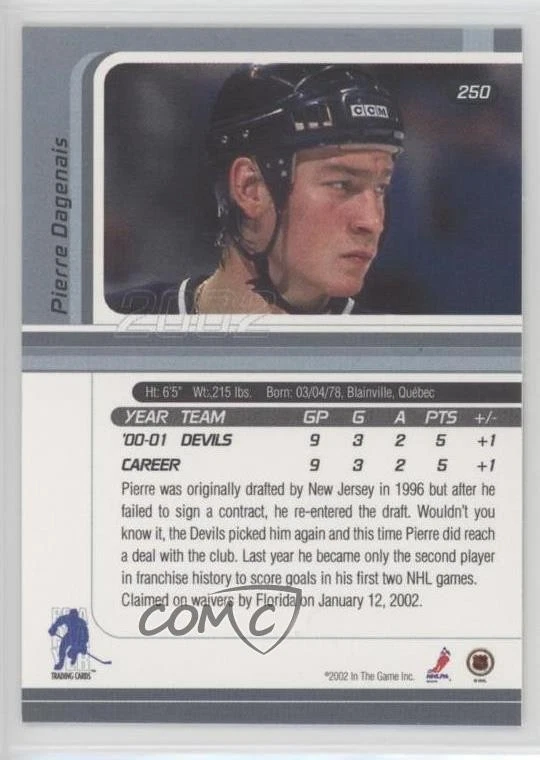 250
CCM
Pierre Dagenais
2002
Ht: 6'5" Wt:.215 lbs. Born: 03/04/78, Blainville, Québec
YEAR TEAM GP G A PTS +/-
'00-01 DEVILS 9 3 2 5 +1
CAREER 9 3 2 5 +1
Pierre was originally drafted by New Jersey in 1996 but after he
failed to sign a contract, he re-entered the draft. Wouldn't you
know it, the Devils picked him again and this time Pierre did reach
a deal with the club. Last year he became only the second player
in franchise history to score goals in his first two NHL games.
Claimed on waivers by Florida on January 12, 2002.
COMC
BE A
PLAYER
TRADING CARDS
©2002 In The Game Inc.
NHLPA
© NHL